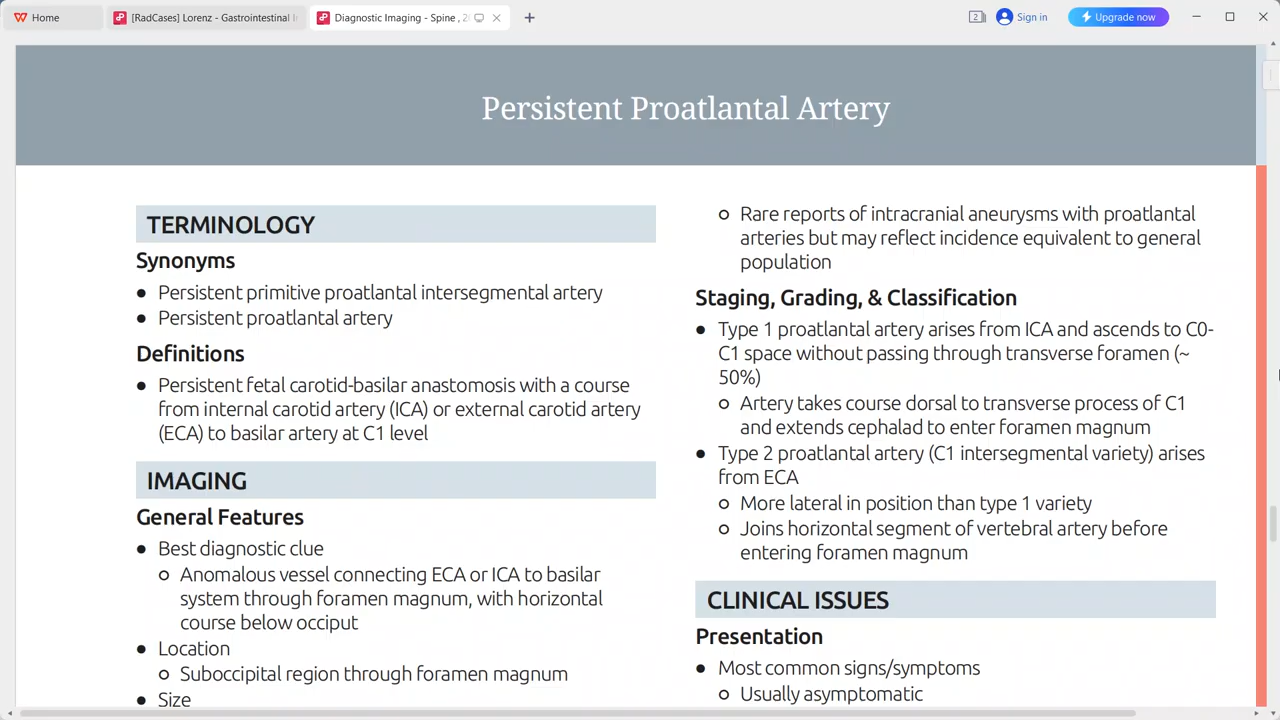 Home
[RadCases] Lorenz - Gastrointestinal
Diagnostic Imaging - Spine , 2
2
Sign in
Upgrade now
Persistent Proatlantal Artery
TERMINOLOGY
Synonyms
● Persistent primitive proatlantal intersegmental artery
● Persistent proatlantal artery
Definitions
● Persistent fetal carotid-basilar anastomosis with a course
from internal carotid artery (ICA) or external carotid artery
(ECA) to basilar artery at C1 level
IMAGING
General Features
● Best diagnostic clue
○ Anomalous vessel connecting ECA or ICA to basilar
system through foramen magnum, with horizontal
course below occiput
● Location
○ Suboccipital region through foramen magnum
● Size
○ Rare reports of intracranial aneurysms with proatlantal
arteries but may reflect incidence equivalent to general
population
Staging, Grading, & Classification
● Type 1 proatlantal artery arises from ICA and ascends to C0-
C1 space without passing through transverse foramen (~
50%)
○ Artery takes course dorsal to transverse process of C1
and extends cephalad to enter foramen magnum
● Type 2 proatlantal artery (C1 intersegmental variety) arises
from ECA
○ More lateral in position than type 1 variety
○ Joins horizontal segment of vertebral artery before
entering foramen magnum
CLINICAL ISSUES
Presentation
● Most common signs/symptoms
○ Usually asymptomatic